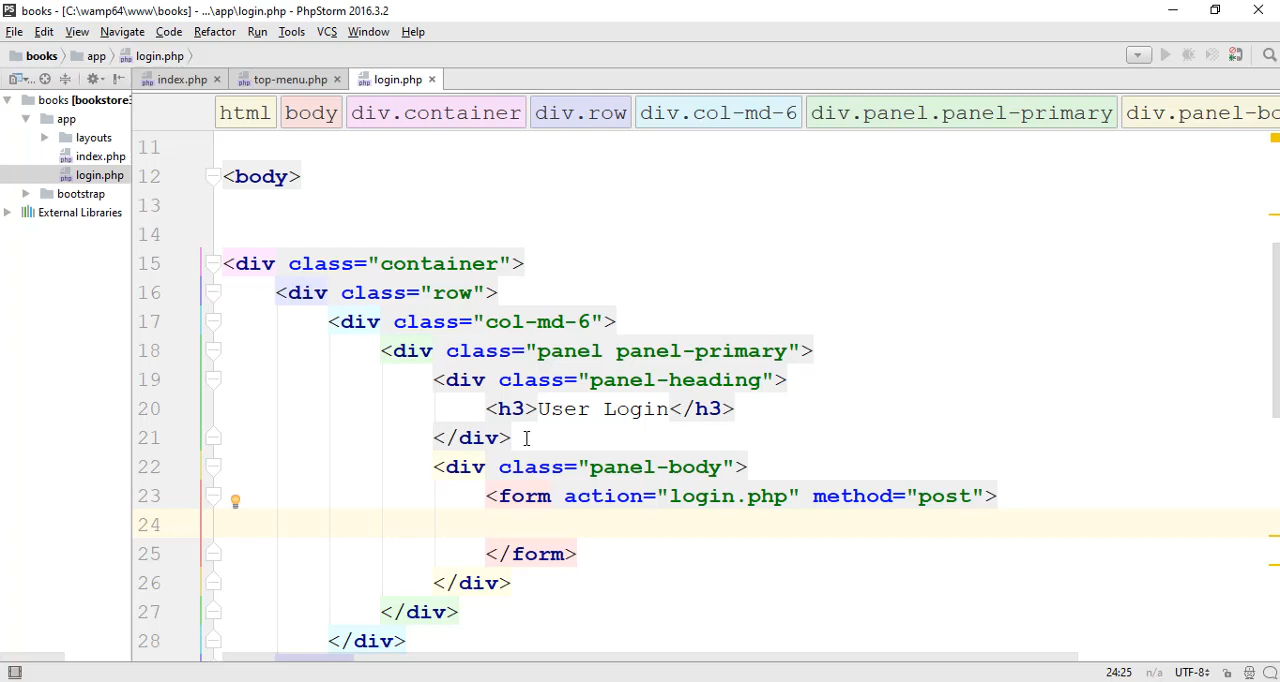 books - [C:\wamp64\www\books] - ...\app\login.php - PhpStorm 2016.3.2
File Edit View Navigate Code Refactor Run Tools VCS Window Help
books app login.php
index.php top-menu.php login.php
books [bookstore
app
layouts
index.php
login.php
bootstrap
External Libraries
html body div.container div.row div.col-md-6 div.panel.panel-primary div.panel-bo
11
12 <body>
13
14
15 <div class="container">
16 <div class="row">
17 <div class="col-md-6">
18 <div class="panel panel-primary">
19 <div class="panel-heading">
20 <h3>User Login</h3>
21 </div>
22 <div class="panel-body">
23 <form action="login.php" method="post">
24
25 </form>
26 </div>
27 </div>
28 </div>
24:25 n/a UTF-8